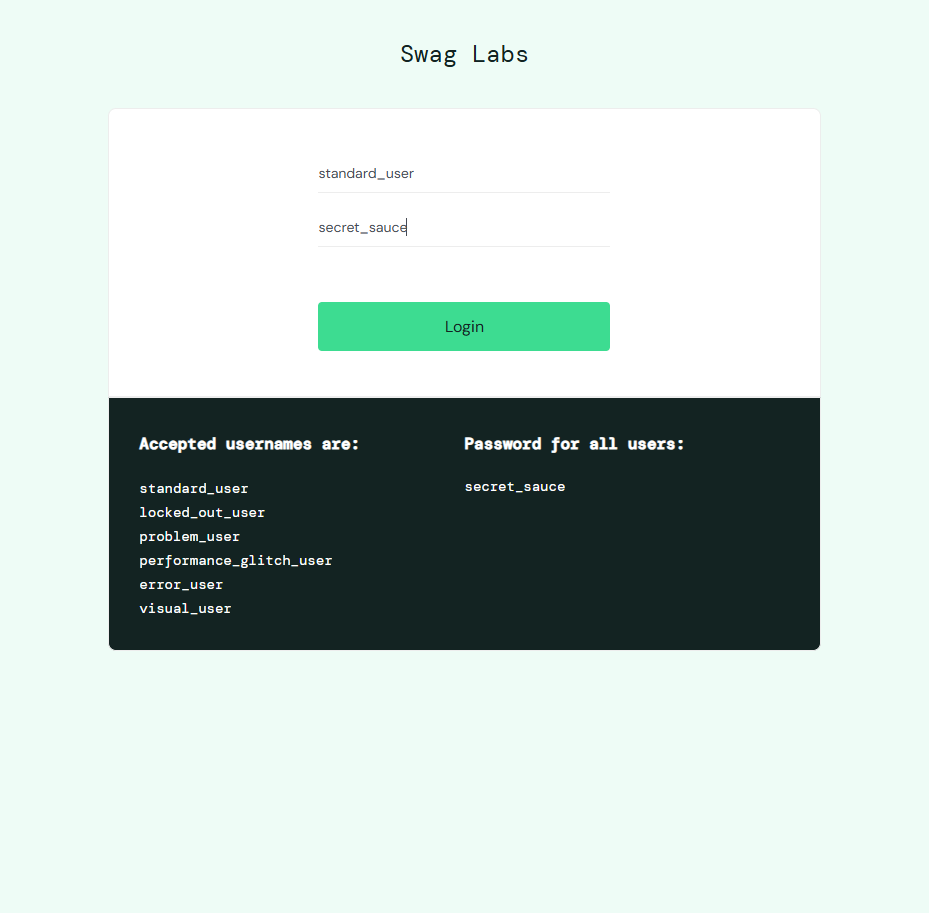 Swag Labs
standard_user
secret_sauce
Login
Accepted usernames are:
standard_user
locked_out_user
problem_user
performance_glitch_user
error_user
visual_user
Password for all users:
secret_sauce